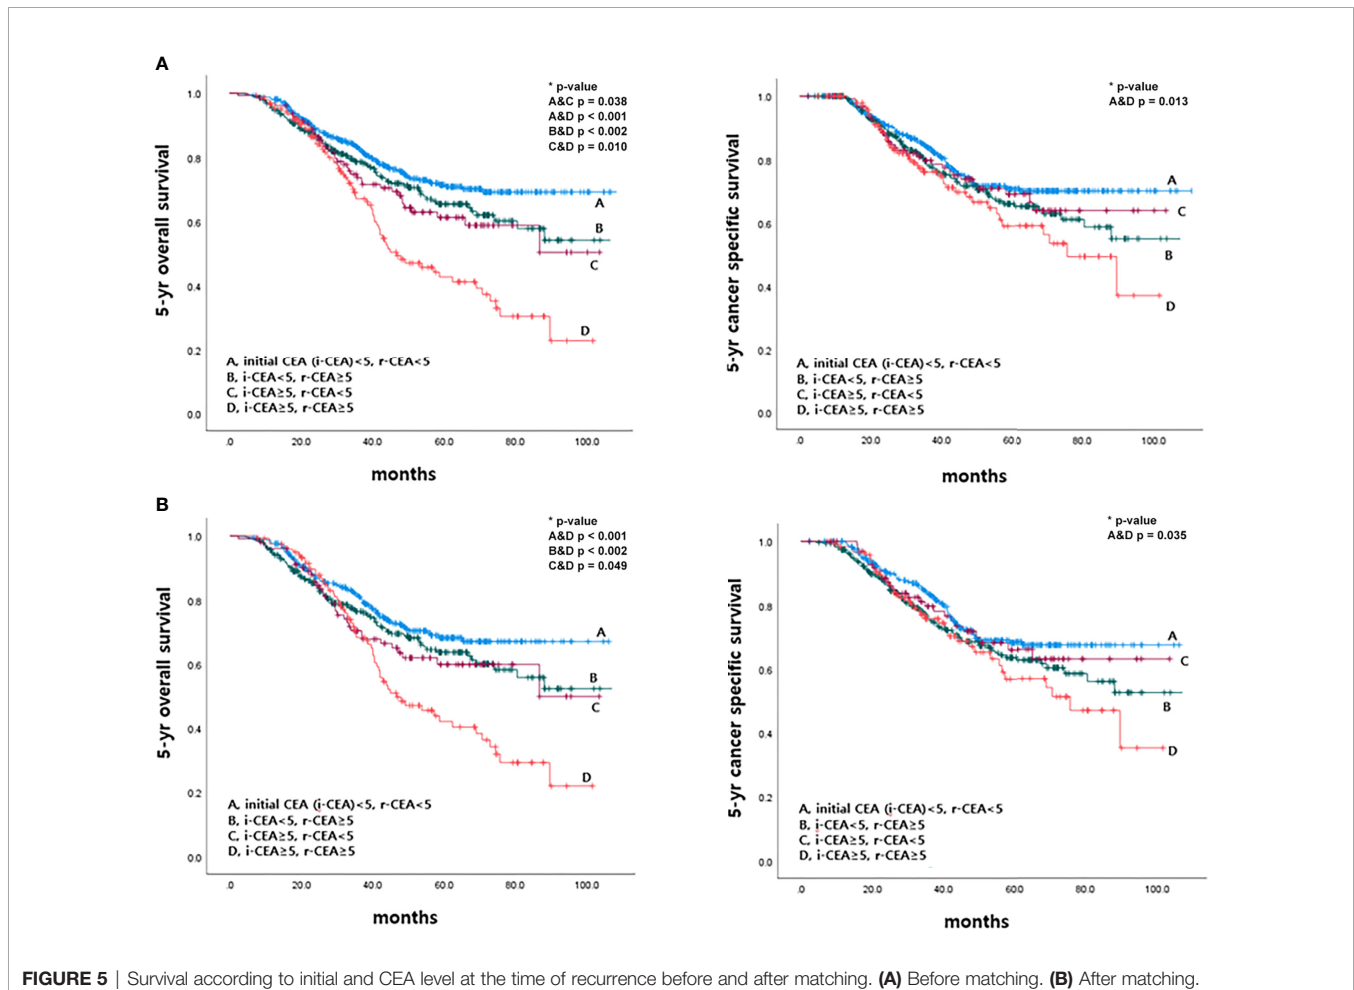 A
* p-value
A&C p = 0.038
A&D p < 0.001
B&D p < 0.002
C&D p = 0.010
5-yr overall survival
1.0
0.8
0.6
0.4
0.2
0.0
A
B
C
D
A, initial CEA (i-CEA)<5, r-CEA<5
B, i-CEA<5, r-CEA≥5
C, i-CEA≥5, r-CEA<5
D, i-CEA≥5, r-CEA≥5
.0 20.0 40.0 60.0 80.0 100.0
months
* p-value
A&D p = 0.013
5-yr cancer specific survival
1.0
0.8
0.6
0.4
0.2
0.0
A
C
B
D
A, initial CEA (i-CEA)<5, r-CEA<5
B, i-CEA<5, r-CEA≥5
C, i-CEA≥5, r-CEA<5
D, i-CEA≥5, r-CEA≥5
.0 20.0 40.0 60.0 80.0 100.0
months
B
* p-value
A&D p < 0.001
B&D p < 0.002
C&D p = 0.049
5-yr overall survival
1.0
0.8
0.6
0.4
0.2
0.0
A
B
C
D
A, initial CEA (i-CEA)<5, r-CEA<5
B, i-CEA<5, r-CEA≥5
C, i-CEA≥5, r-CEA<5
D, i-CEA≥5, r-CEA≥5
.0 20.0 40.0 60.0 80.0 100.0
months
* p-value
A&D p = 0.035
5-yr cancer specific survival
1.0
0.8
0.6
0.4
0.2
0.0
A
C
B
D
A, initial CEA (i-CEA)<5, r-CEA<5
B, i-CEA<5, r-CEA≥5
C, i-CEA≥5, r-CEA<5
D, i-CEA≥5, r-CEA≥5
.0 20.0 40.0 60.0 80.0 100.0
months
FIGURE 5 | Survival according to initial and CEA level at the time of recurrence before and after matching. (A) Before matching. (B) After matching.